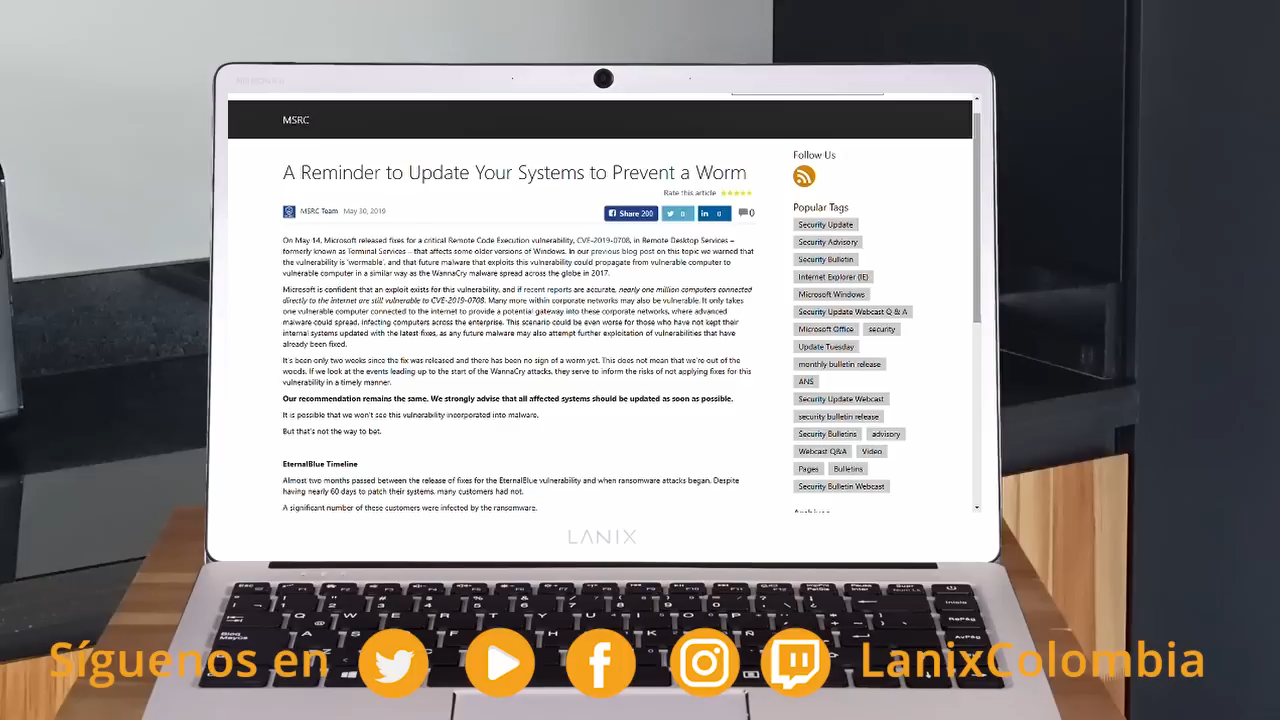 MSRC
A Reminder to Update Your Systems to Prevent a Worm
Rate this article
MSRC Team May 30, 2019
Share 200
0
in 0
0
On May 14, Microsoft released fixes for a critical Remote Code Execution vulnerability, CVE-2019-0708, in Remote Desktop Services –
formerly known as Terminal Services – that affects some older versions of Windows. In our previous blog post on this topic we warned that
the vulnerability is 'wormable', and that future malware that exploits this vulnerability could propagate from vulnerable computer to
vulnerable computer in a similar way as the WannaCry malware spread across the globe in 2017.
Microsoft is confident that an exploit exists for this vulnerability, and if recent reports are accurate, nearly one million computers connected
directly to the internet are still vulnerable to CVE-2019-0708. Many more within corporate networks may also be vulnerable. It only takes
one vulnerable computer connected to the internet to provide a potential gateway into these corporate networks, where advanced
malware could spread, infecting computers across the enterprise. This scenario could be even worse for those who have not kept their
internal systems updated with the latest fixes, as any future malware may also attempt further exploitation of vulnerabilities that have
already been fixed.
It's been only two weeks since the fix was released and there has been no sign of a worm yet. This does not mean that we're out of the
woods. If we look at the events leading up to the start of the WannaCry attacks, they serve to inform the risks of not applying fixes for this
vulnerability in a timely manner.
Our recommendation remains the same. We strongly advise that all affected systems should be updated as soon as possible.
It is possible that we won't see this vulnerability incorporated into malware.
But that's not the way to bet.
EternalBlue Timeline
Almost two months passed between the release of fixes for the EternalBlue vulnerability and when ransomware attacks began. Despite
having nearly 60 days to patch their systems, many customers had not.
A significant number of these customers were infected by the ransomware.
Follow Us
Popular Tags
Security Update
Security Advisory
Security Bulletin
Internet Explorer (IE)
Microsoft Windows
Security Update Webcast Q & A
Microsoft Office security
Update Tuesday
monthly bulletin release
ANS
Security Update Webcast
security bulletin release
Security Bulletins advisory
Webcast Q&A Video
Pages Bulletins
Security Bulletin Webcast
LANIX
Síguenos en
LanixColombia